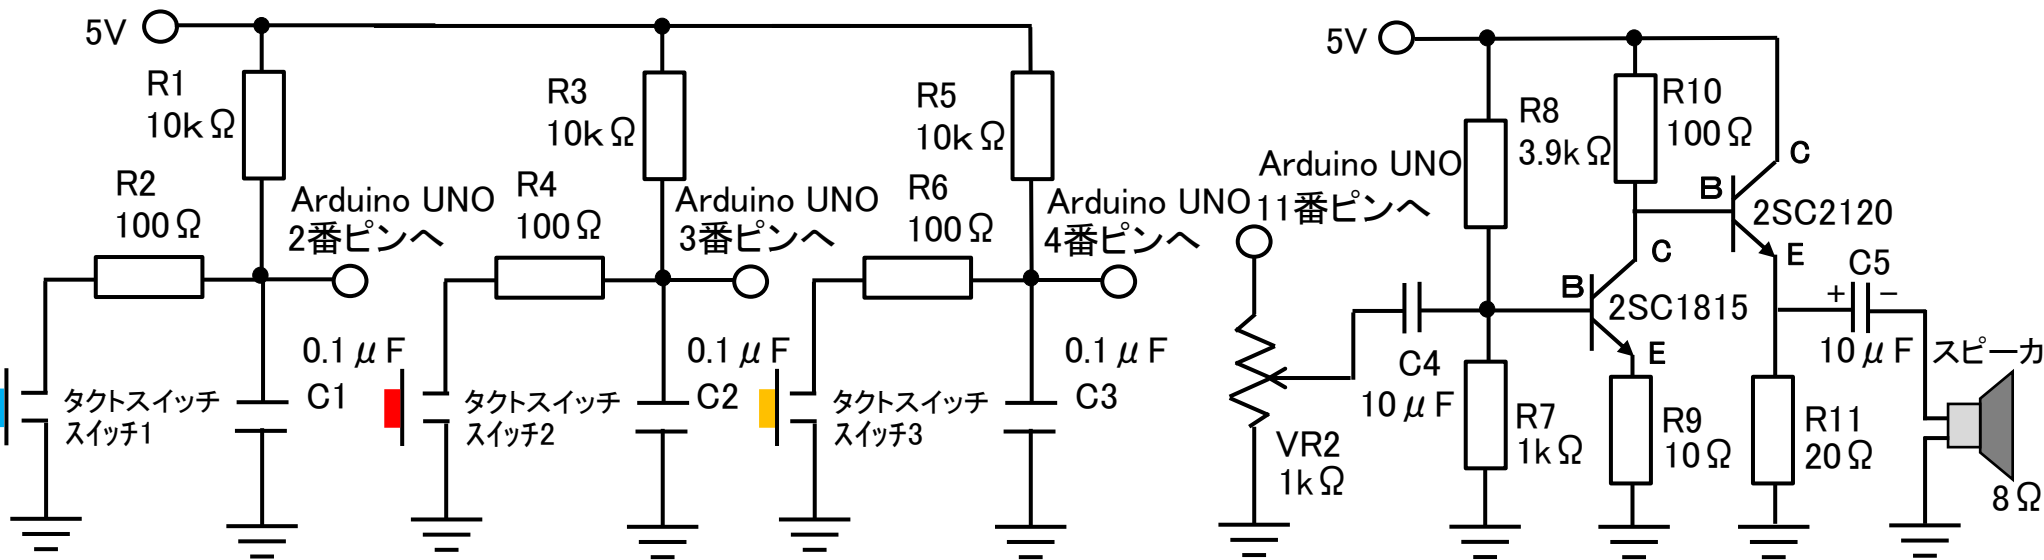 5V
R1
10kΩ
R2
100Ω
Arduino UNO
2番ピンへ
0.1μF
C1
タクトスイッチ
スイッチ1
R3
10kΩ
R4
100Ω
Arduino UNO
3番ピンへ
0.1μF
C2
タクトスイッチ
スイッチ2
R5
10kΩ
R6
100Ω
Arduino UNO
4番ピンへ
0.1μF
C3
タクトスイッチ
スイッチ3
5V
Arduino UNO
11番ピンへ
VR2
1kΩ
C4
10μF
R8
3.9kΩ
R7
1kΩ
R10
100Ω
B
C
2SC1815
E
R9
10Ω
B
C
2SC2120
E
R11
20Ω
C5
+
−
10μF
スピーカ
8Ω